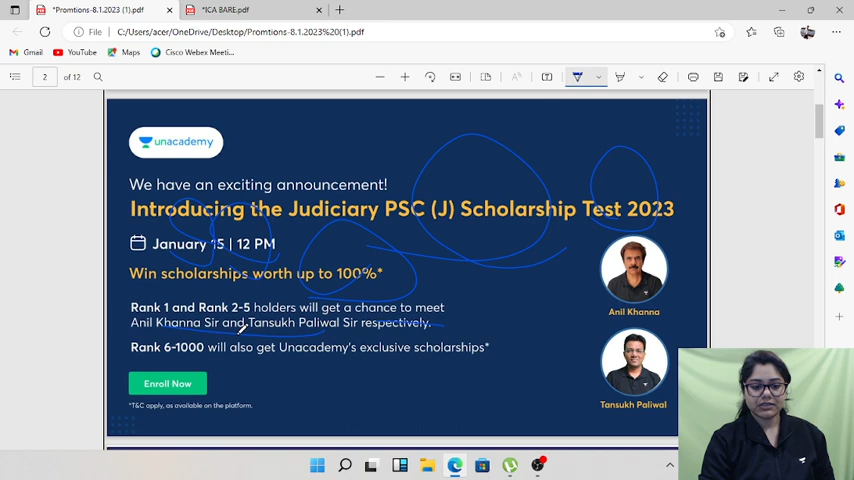 *Promtions-8.1.2023 (1).pdf
*ICA BARE.pdf
File
C:/Users/acer/OneDrive/Desktop/Promtions-8.1.2023%20(1).pdf
Gmail
YouTube
Maps
Cisco Webex Meeti...
2 of 12
unacademy
We have an exciting announcement!
Introducing the Judiciary PSC (J) Scholarship Test 2023
January 15 | 12 PM
Win scholarships worth up to 100%*
Rank 1 and Rank 2-5 holders will get a chance to meet
Anil Khanna Sir and Tansukh Paliwal Sir respectively.
Rank 6-1000 will also get Unacademy's exclusive scholarships*
Enroll Now
*T&C apply, as available on the platform.
Anil Khanna
Tansukh Paliwal